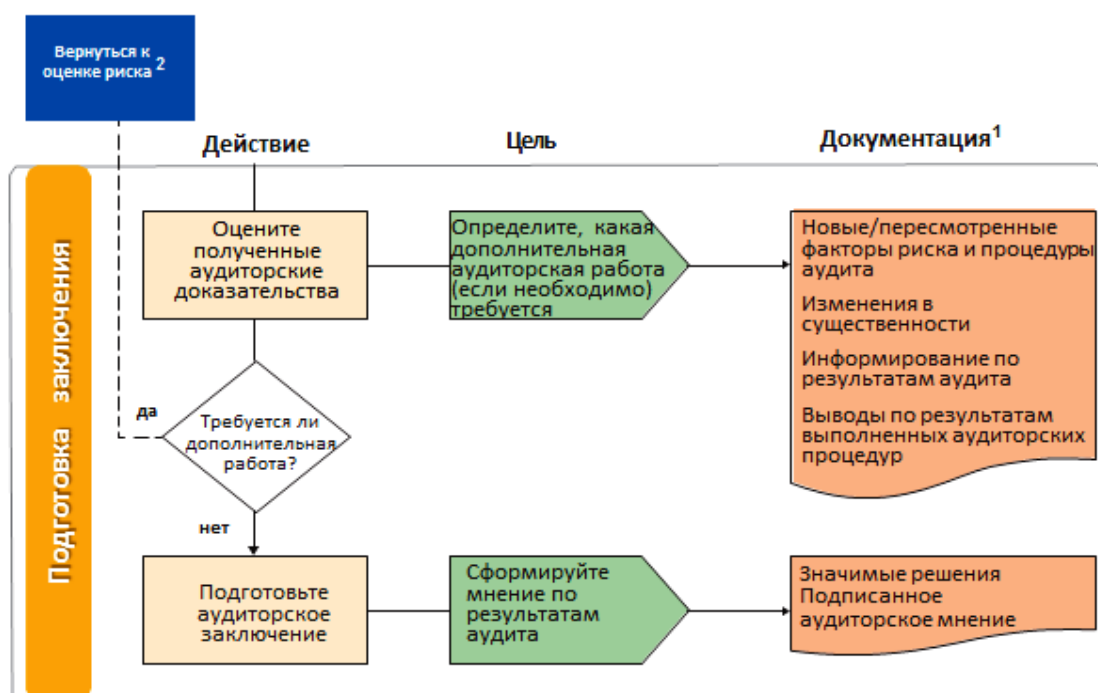 Вернуться к
оценке риска 2
Действие
Цель
Документация1
Подготовка заключения
Оцените
полученные
аудиторские
доказательства
Определите, какая
дополнительная
аудиторская работа
(если необходимо)
требуется
Новые/пересмотренные
факторы риска и процедуры
аудита
Изменения в
существенности
Информирование по
результатам аудита
Выводы по результатам
выполненных аудиторских
процедур
да
Требуется ли
дополнительная
работа?
нет
Подготовьте
аудиторское
заключение
Сформируйте
мнение по
результатам
аудита
Значимые решения
Подписанное
аудиторское мнение